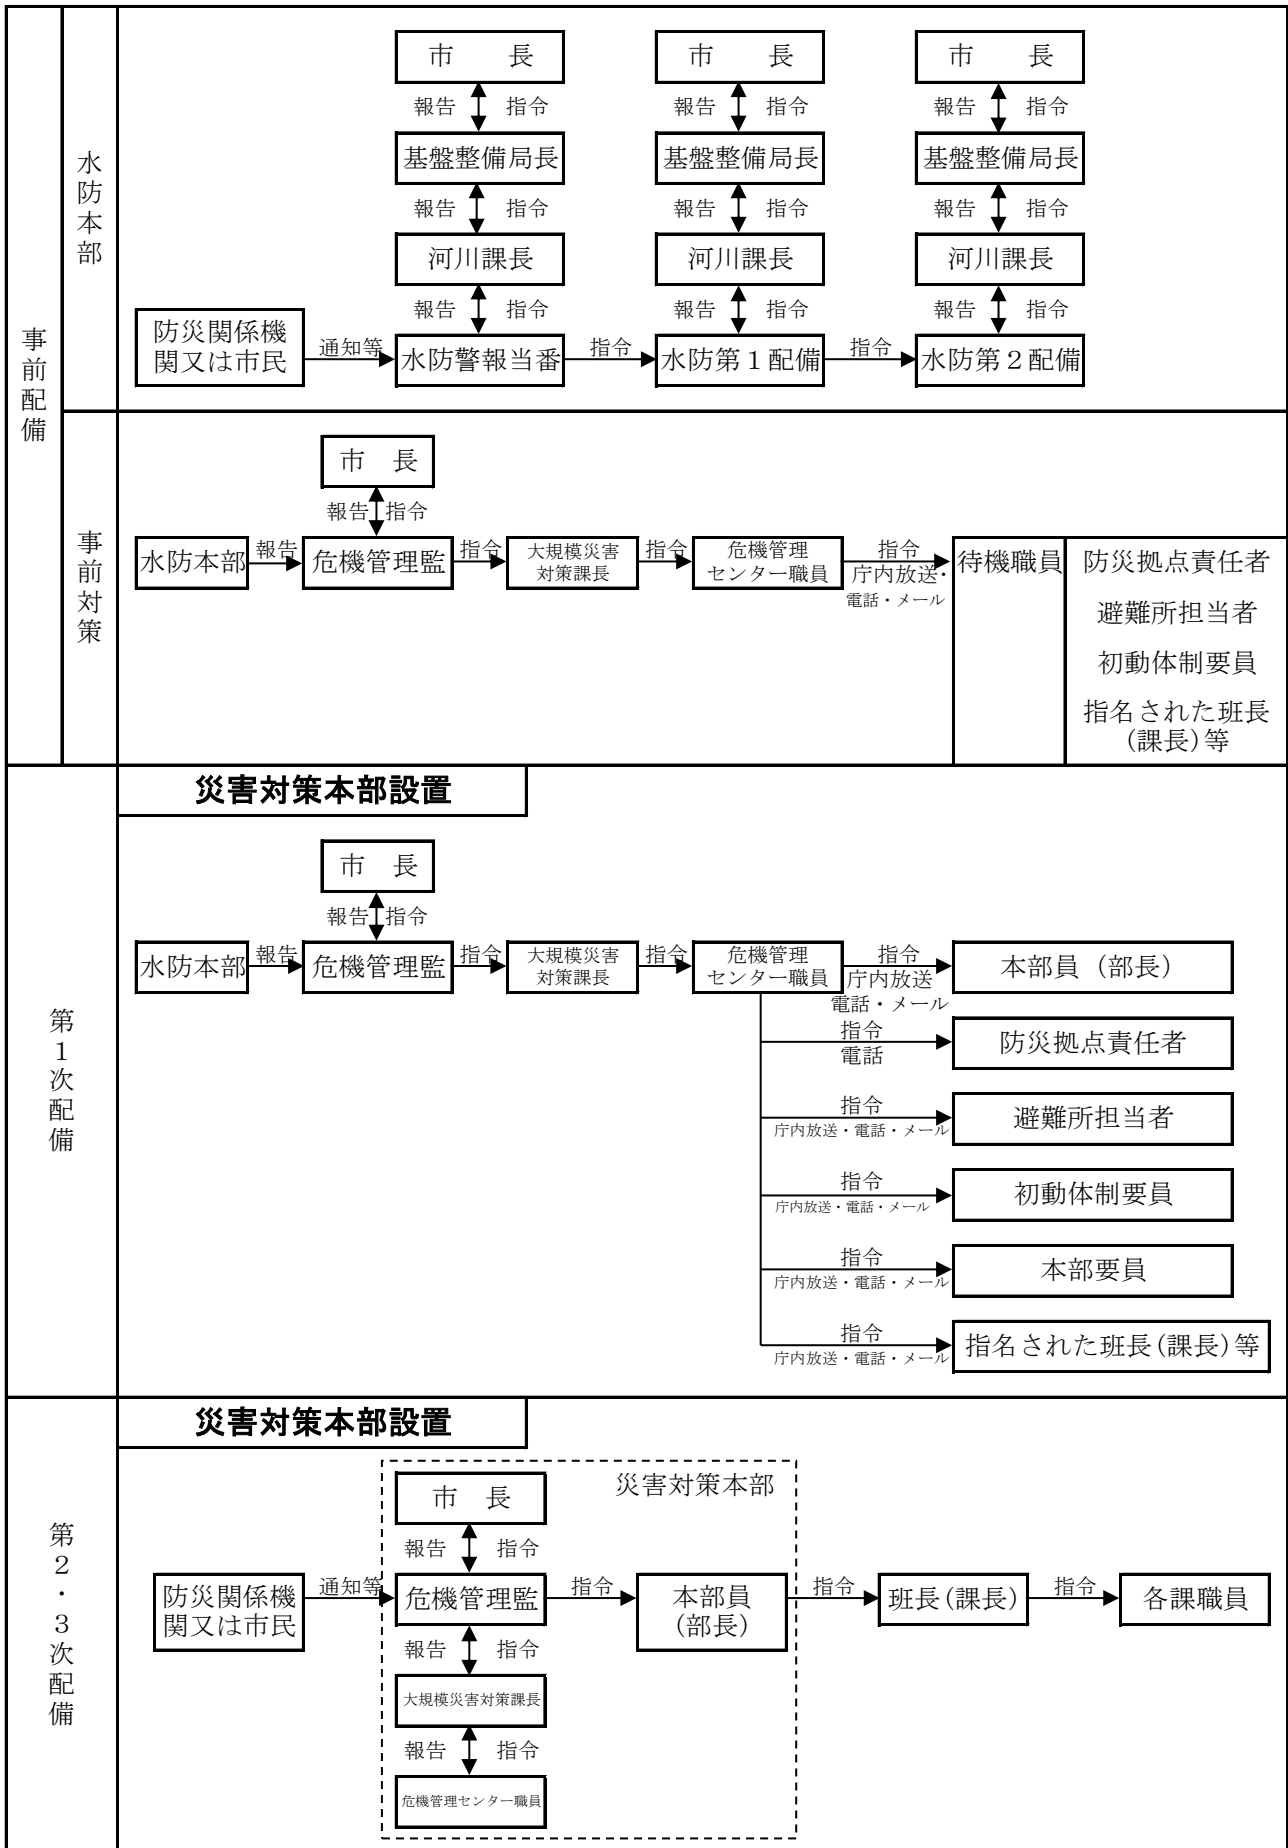 事前配備
水防本部
市　長
市　長
市　長
報告 指令
報告 指令
報告 指令
基盤整備局長
基盤整備局長
基盤整備局長
報告 指令
報告 指令
報告 指令
河川課長
河川課長
河川課長
報告 指令
報告 指令
報告 指令
防災関係機
関又は市民
通知等
水防警報当番
指令
水防第１配備
指令
水防第２配備
事前対策
市　長
報告 指令
水防本部
報告
危機管理監
指令
大規模災害
対策課長
指令
危機管理
センター職員
指令
庁内放送・
電話・メール
待機職員
防災拠点責任者
避難所担当者
初動体制要員
指名された班長
(課長)等
第１次配備
災害対策本部設置
市　長
報告 指令
水防本部
報告
危機管理監
指令
大規模災害
対策課長
指令
危機管理
センター職員
指令
庁内放送
電話・メール
本部員（部長）
指令
電話
防災拠点責任者
指令
庁内放送・電話・メール
避難所担当者
指令
庁内放送・電話・メール
初動体制要員
指令
庁内放送・電話・メール
本部要員
指令
庁内放送・電話・メール
指名された班長(課長)等
第２・３次配備
災害対策本部設置
災害対策本部
市　長
報告 指令
防災関係機
関又は市民
通知等
危機管理監
指令
本部員
(部長)
指令
班長(課長)
指令
各課職員
報告 指令
大規模災害対策課長
報告 指令
危機管理センター職員